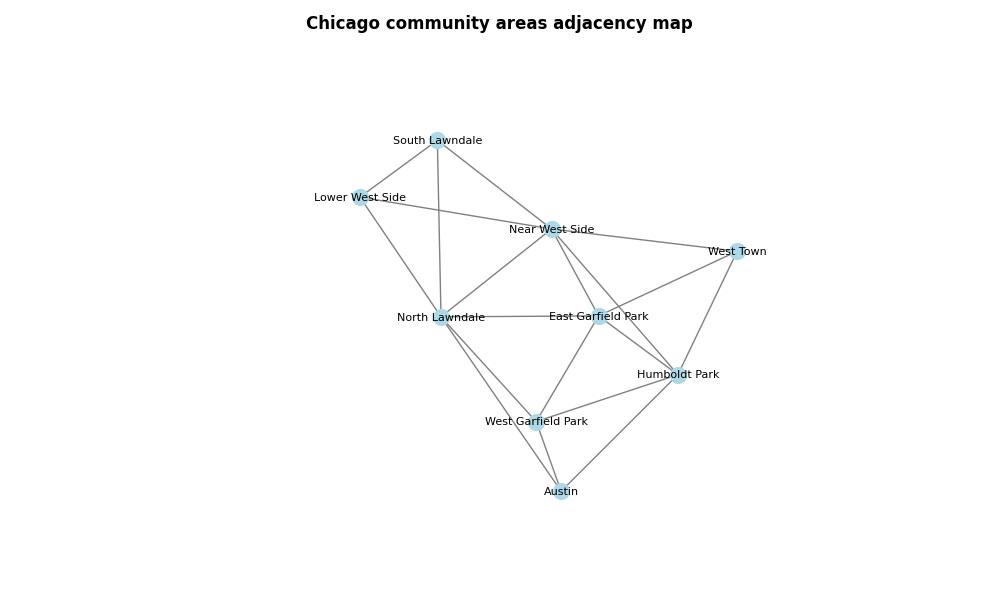 Chicago community areas adjacency map
South Lawndale
Lower West Side
Near West Side
West Town
North Lawndale
East Garfield Park
Humboldt Park
West Garfield Park
Austin